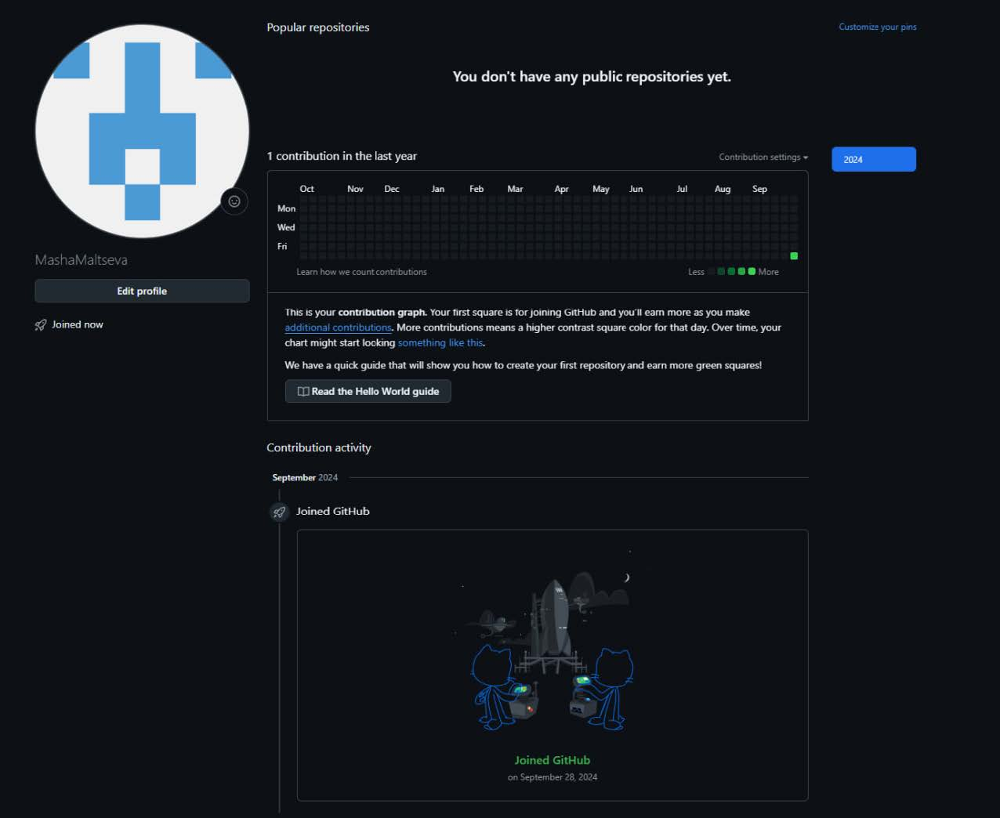 Popular repositories
Customize your pins
You don't have any public repositories yet.
1 contribution in the last year
Contribution settings
2024
Oct Nov Dec Jan Feb Mar Apr May Jun Jul Aug Sep
Mon
Wed
Fri
Learn how we count contributions
Less More
MashaMaltseva
Edit profile
Joined now
This is your contribution graph. Your first square is for joining GitHub and you'll earn more as you make
additional contributions. More contributions means a higher contrast square color for that day. Over time, your
chart might start looking something like this.
We have a quick guide that will show you how to create your first repository and earn more green squares!
Read the Hello World guide
Contribution activity
September 2024
Joined GitHub
Joined GitHub
on September 28, 2024